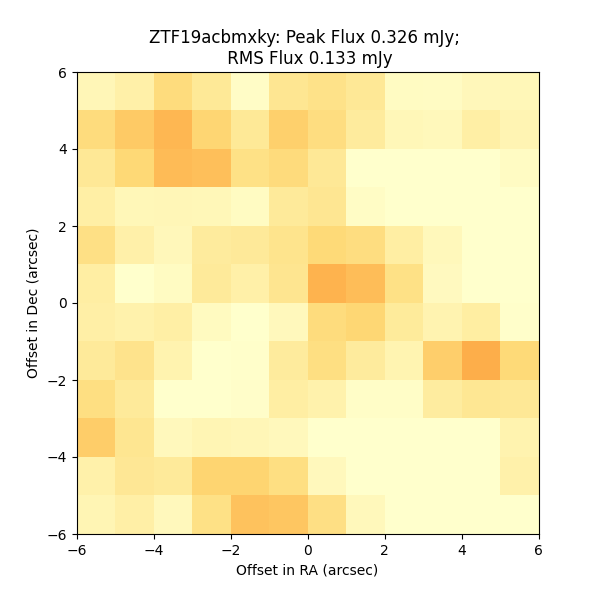 ZTF19acbmxky: Peak Flux 0.326 mJy;
RMS Flux 0.133 mJy
6
4
2
0
−2
−4
−6
Offset in Dec (arcsec)
−6 −4 −2 0 2 4 6
Offset in RA (arcsec)